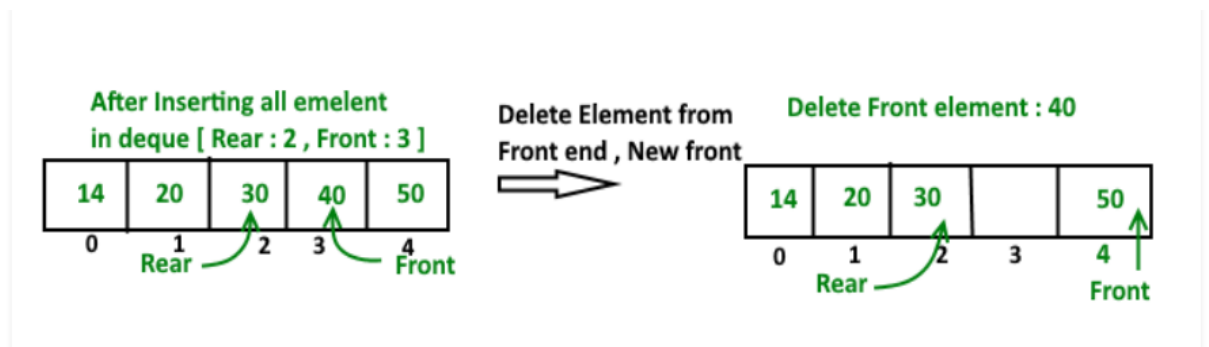 After Inserting all emelent
in deque [ Rear : 2 , Front : 3 ]
14 20 30 40 50
0 1 2 3 4
Rear Front
Delete Element from
Front end , New front
Delete Front element : 40
14 20 30 50
0 1 2 3 4
Rear Front